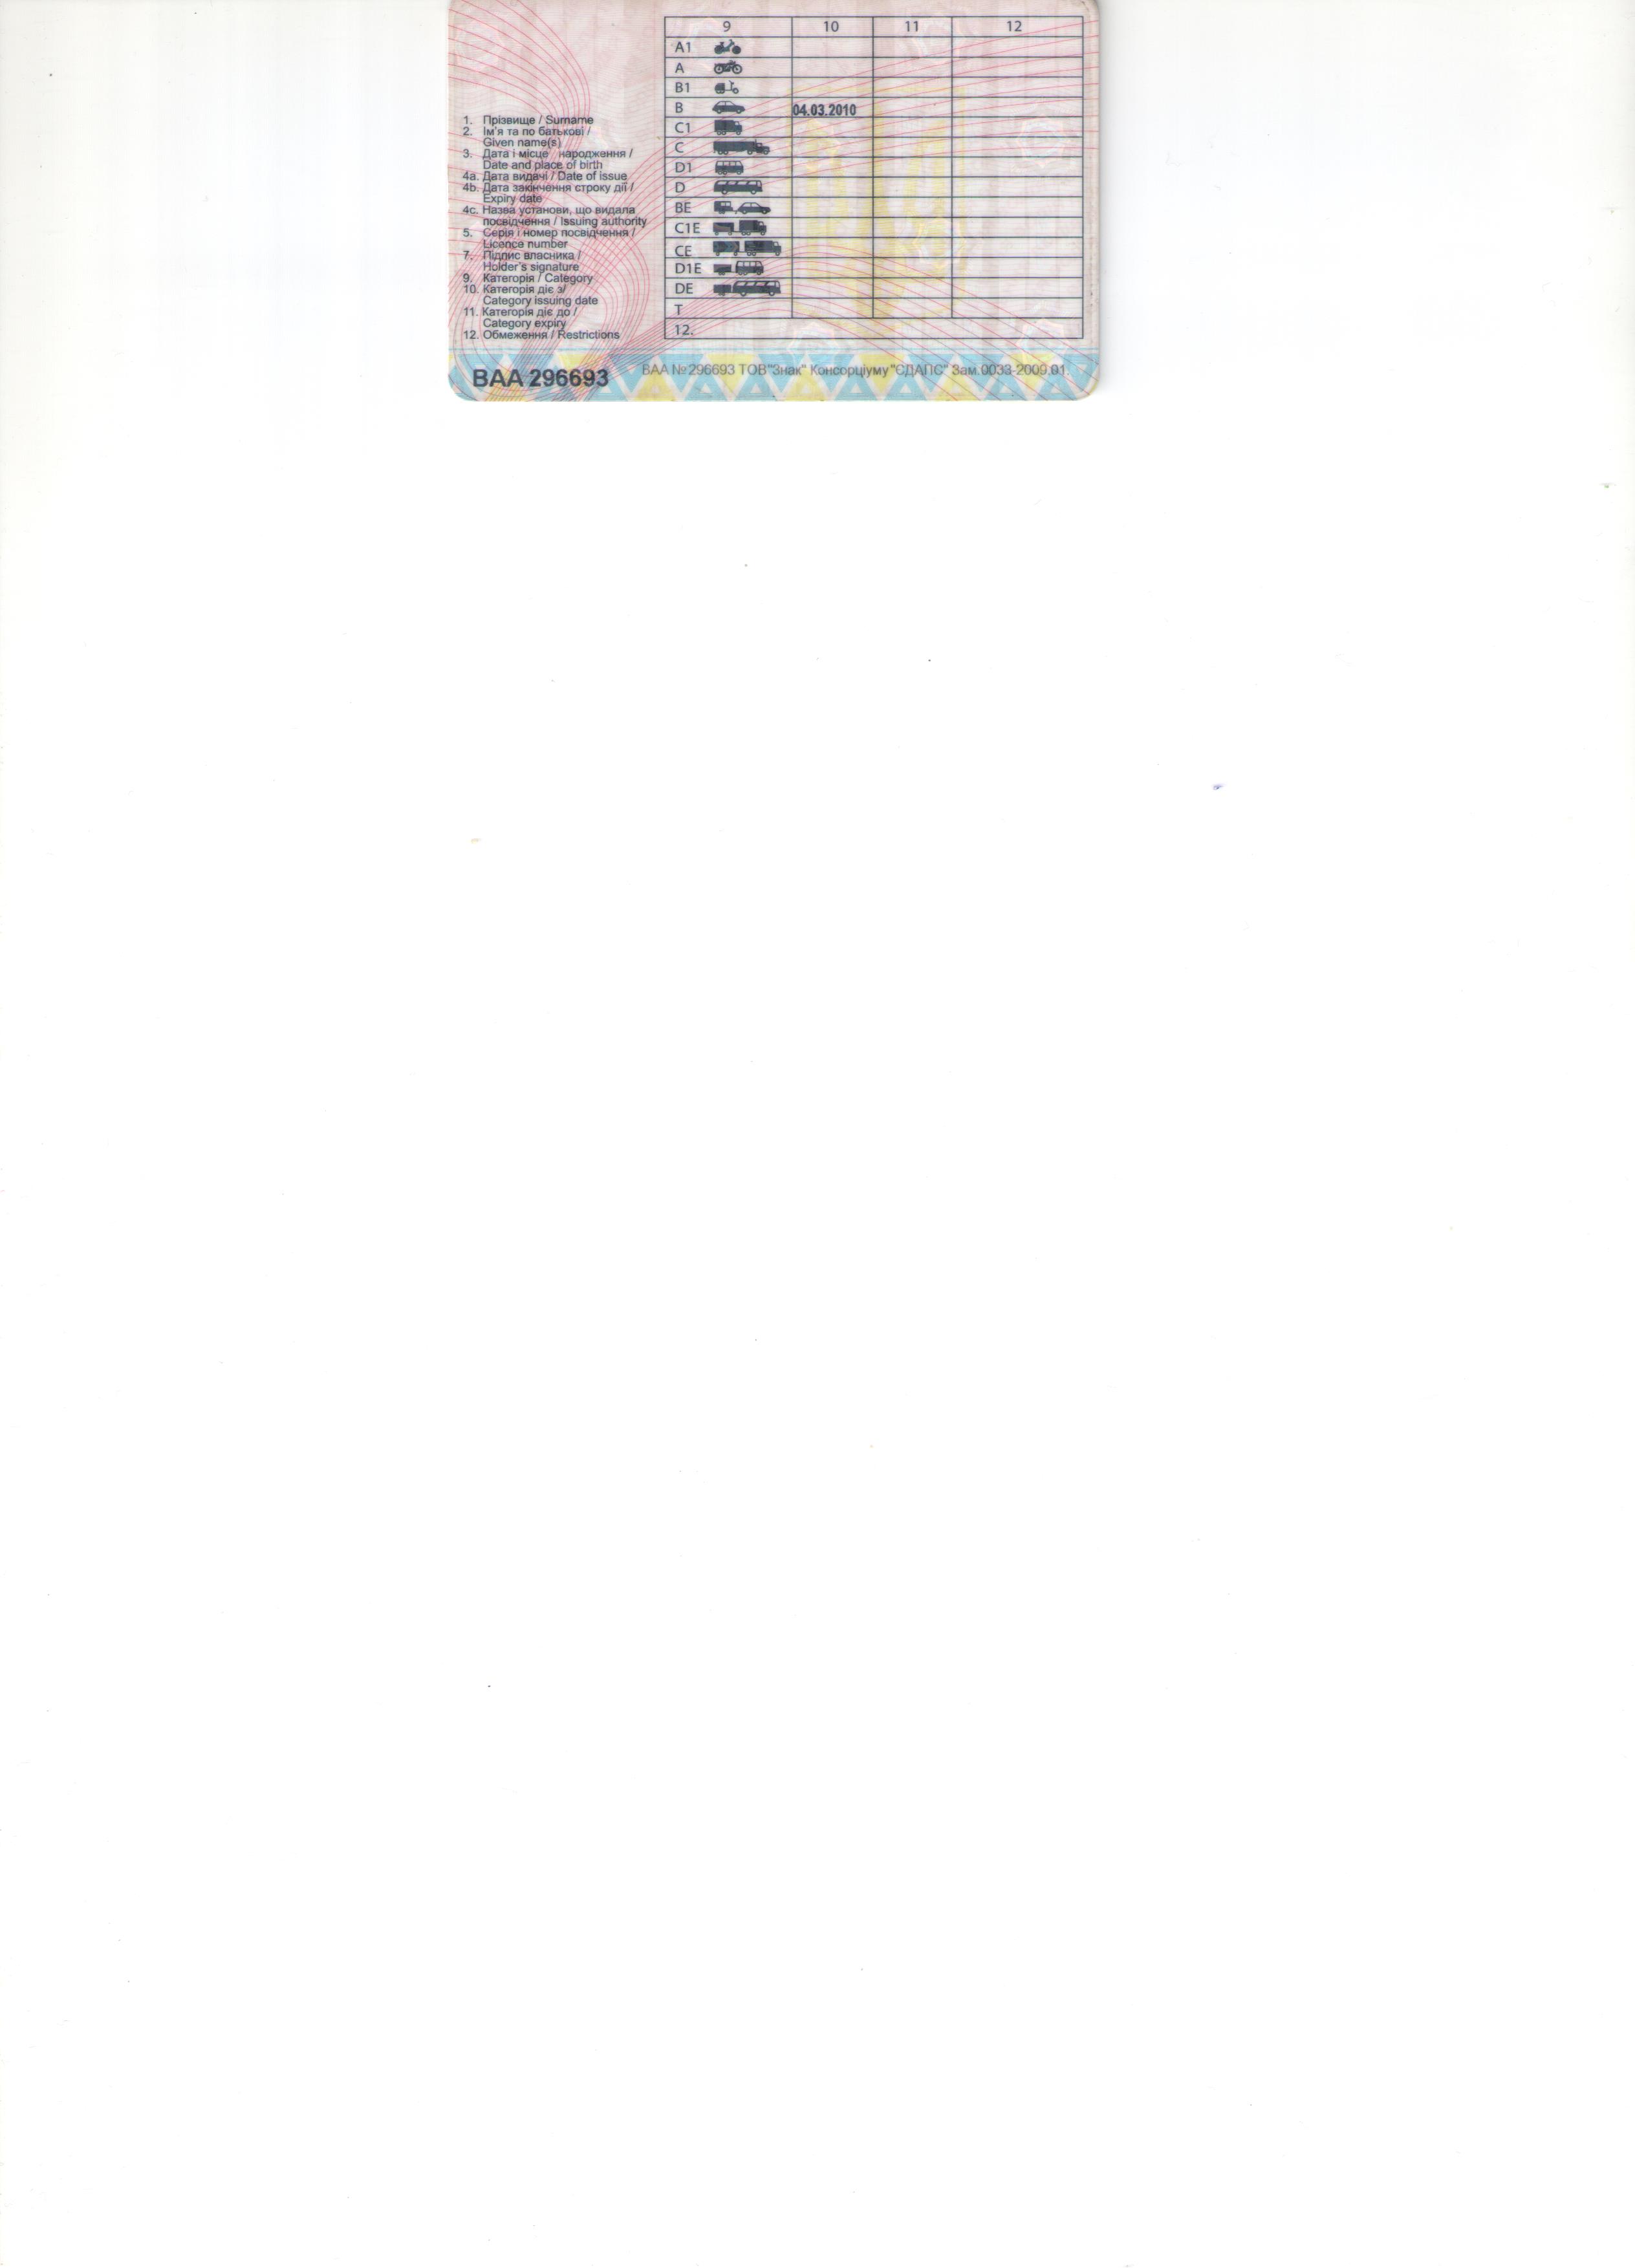 1. Прізвище / Surname
2. Ім'я та по батькові /
Given name(s)
3. Дата і місце народження /
Date and place of birth
4a. Дата видачі / Date of issue
4b. Дата закінчення строку дії /
Expiry date
4c. Назва установи, що видала
посвідчення / Issuing authority
5. Серія і номер посвідчення /
Licence number
7. Підпис власника /
Holder's signature
9. Категорія / Category
10. Категорія діє з/
Category issuing date
11. Категорія діє до /
Category expiry
12. Обмеження / Restrictions
9 10 11 12
A1
A
B1
B 04.03.2010
C1
C
D1
D
BE
C1E
CE
D1E
DE
T
12.
BAA 296693
BAA №296693 ТОВ"Знак" Консорціуму "ЄДАПС" Зам.0033-2009.01.